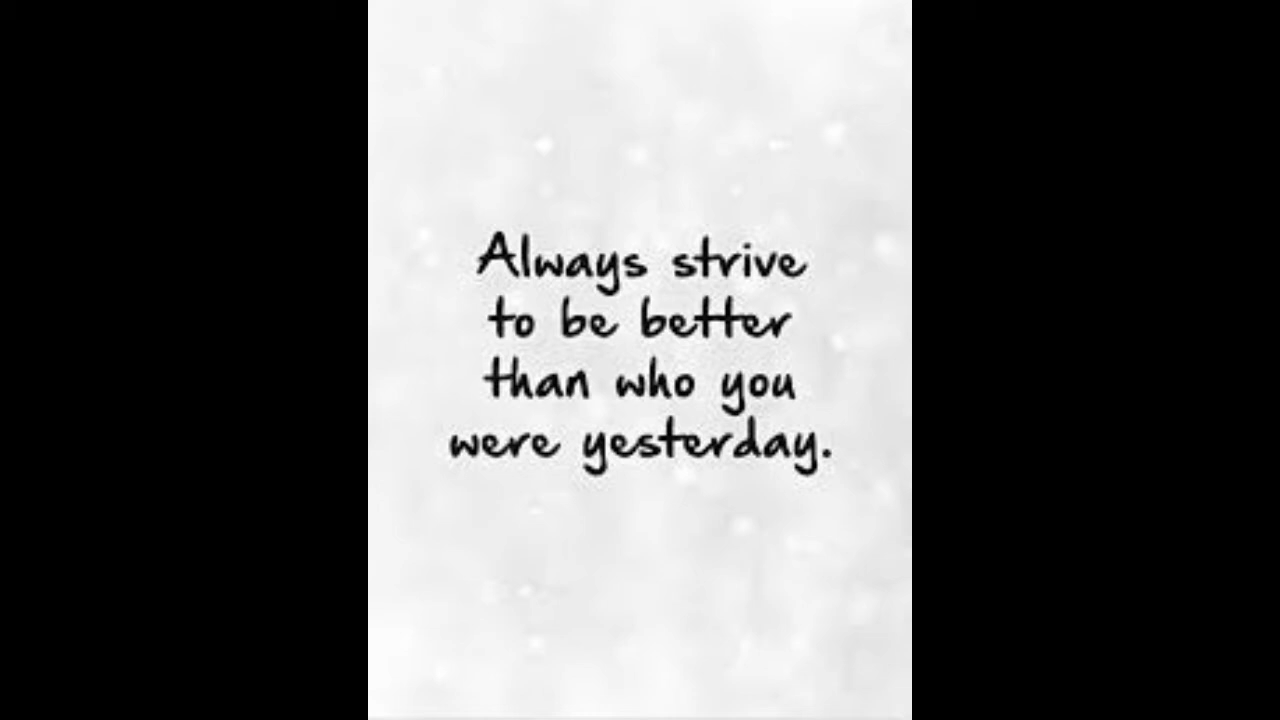 Always strive
to be better
than who you
were yesterday.